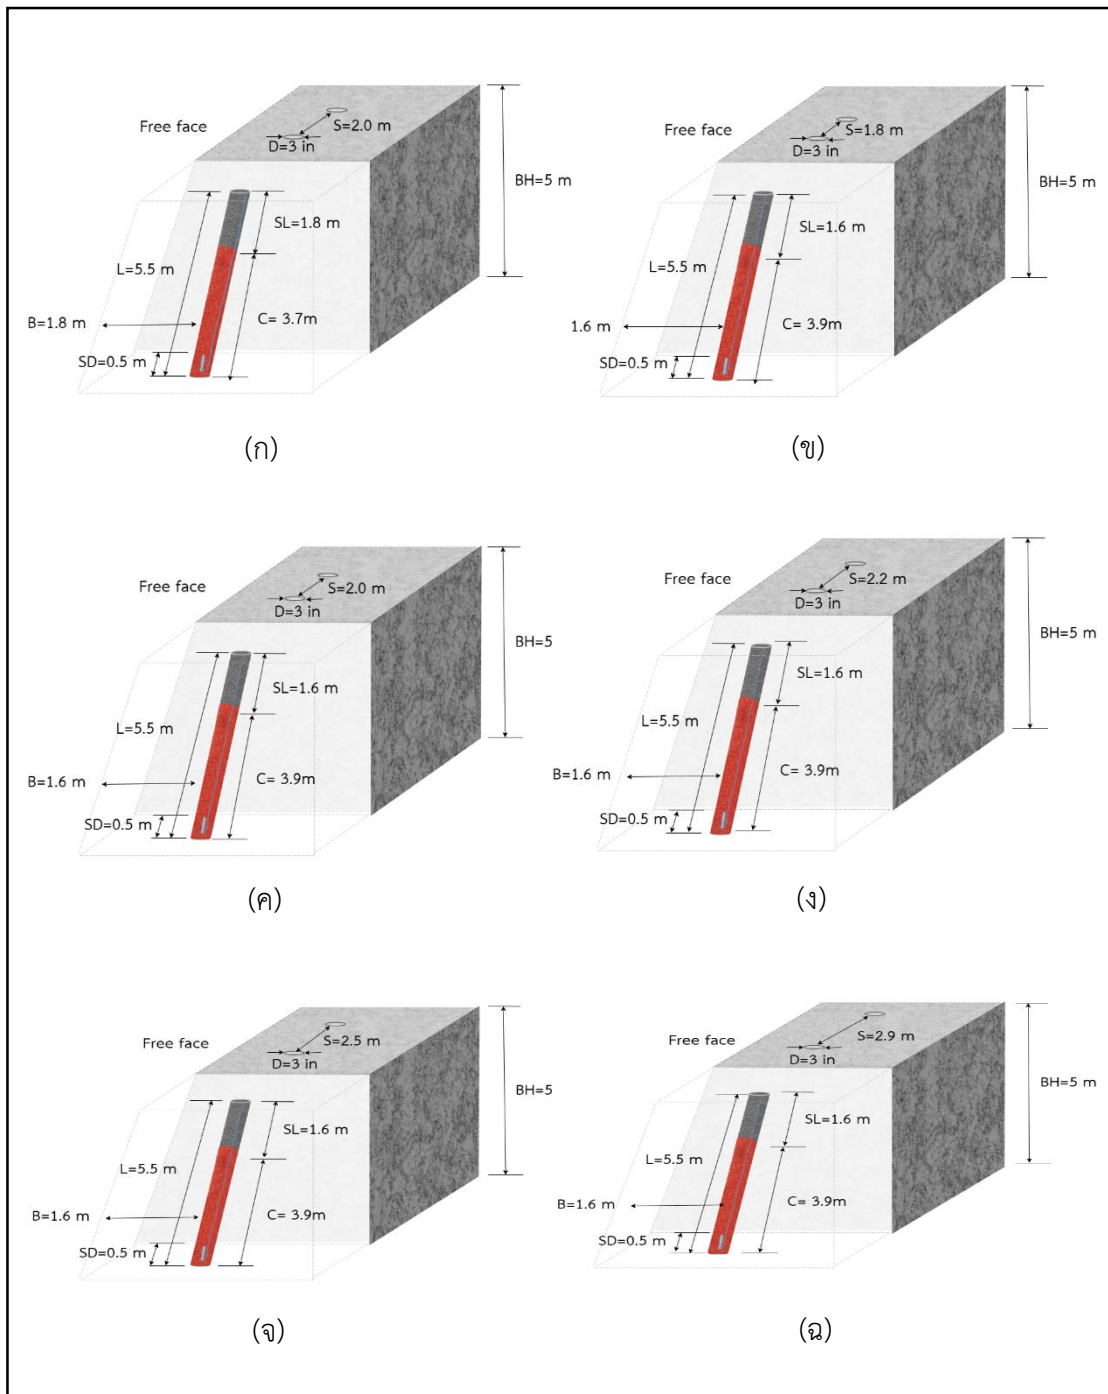 Free face
S=2.0 m
D=3 in
BH=5 m
SL=1.8 m
L=5.5 m
C= 3.7m
B=1.8 m
SD=0.5 m
(ก)
Free face
S=1.8 m
D=3 in
BH=5 m
SL=1.6 m
L=5.5 m
C= 3.9m
1.6 m
SD=0.5 m
(ข)
Free face
S=2.0 m
D=3 in
BH=5
SL=1.6 m
L=5.5 m
C= 3.9m
B=1.6 m
SD=0.5 m
(ค)
Free face
S=2.2 m
D=3 in
BH=5 m
SL=1.6 m
L=5.5 m
C= 3.9m
B=1.6 m
SD=0.5 m
(ง)
Free face
S=2.5 m
D=3 in
BH=5
SL=1.6 m
L=5.5 m
C= 3.9m
B=1.6 m
SD=0.5 m
(จ)
Free face
S=2.9 m
D=3 in
BH=5 m
SL=1.6 m
L=5.5 m
C= 3.9m
B=1.6 m
SD=0.5 m
(ฉ)